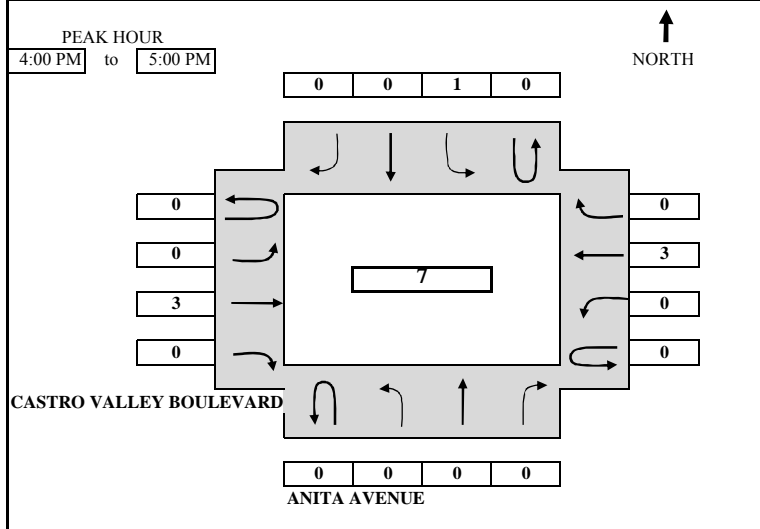 PEAK HOUR
4:00 PM to 5:00 PM
NORTH
0 0 1 0
0 0
0 3
7
3 0
0 0
CASTRO VALLEY BOULEVARD
0 0 0 0
ANITA AVENUE